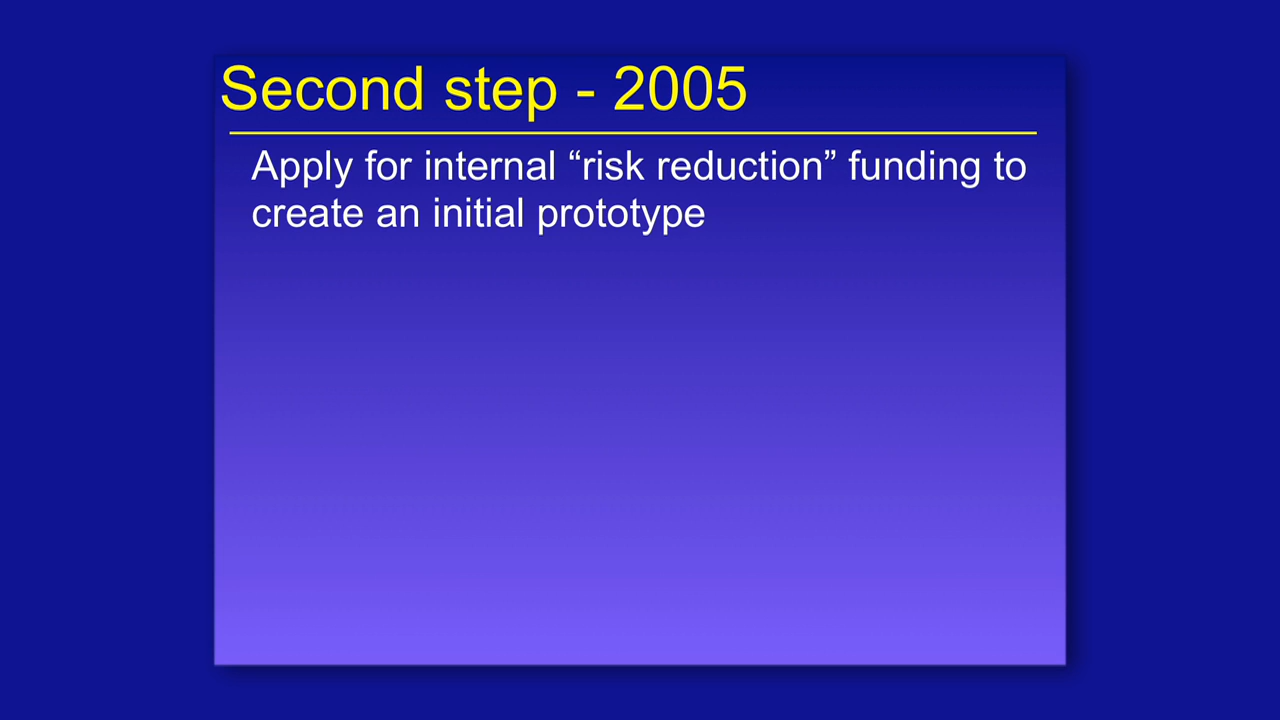 Second step - 2005
Apply for internal “risk reduction” funding to
create an initial prototype